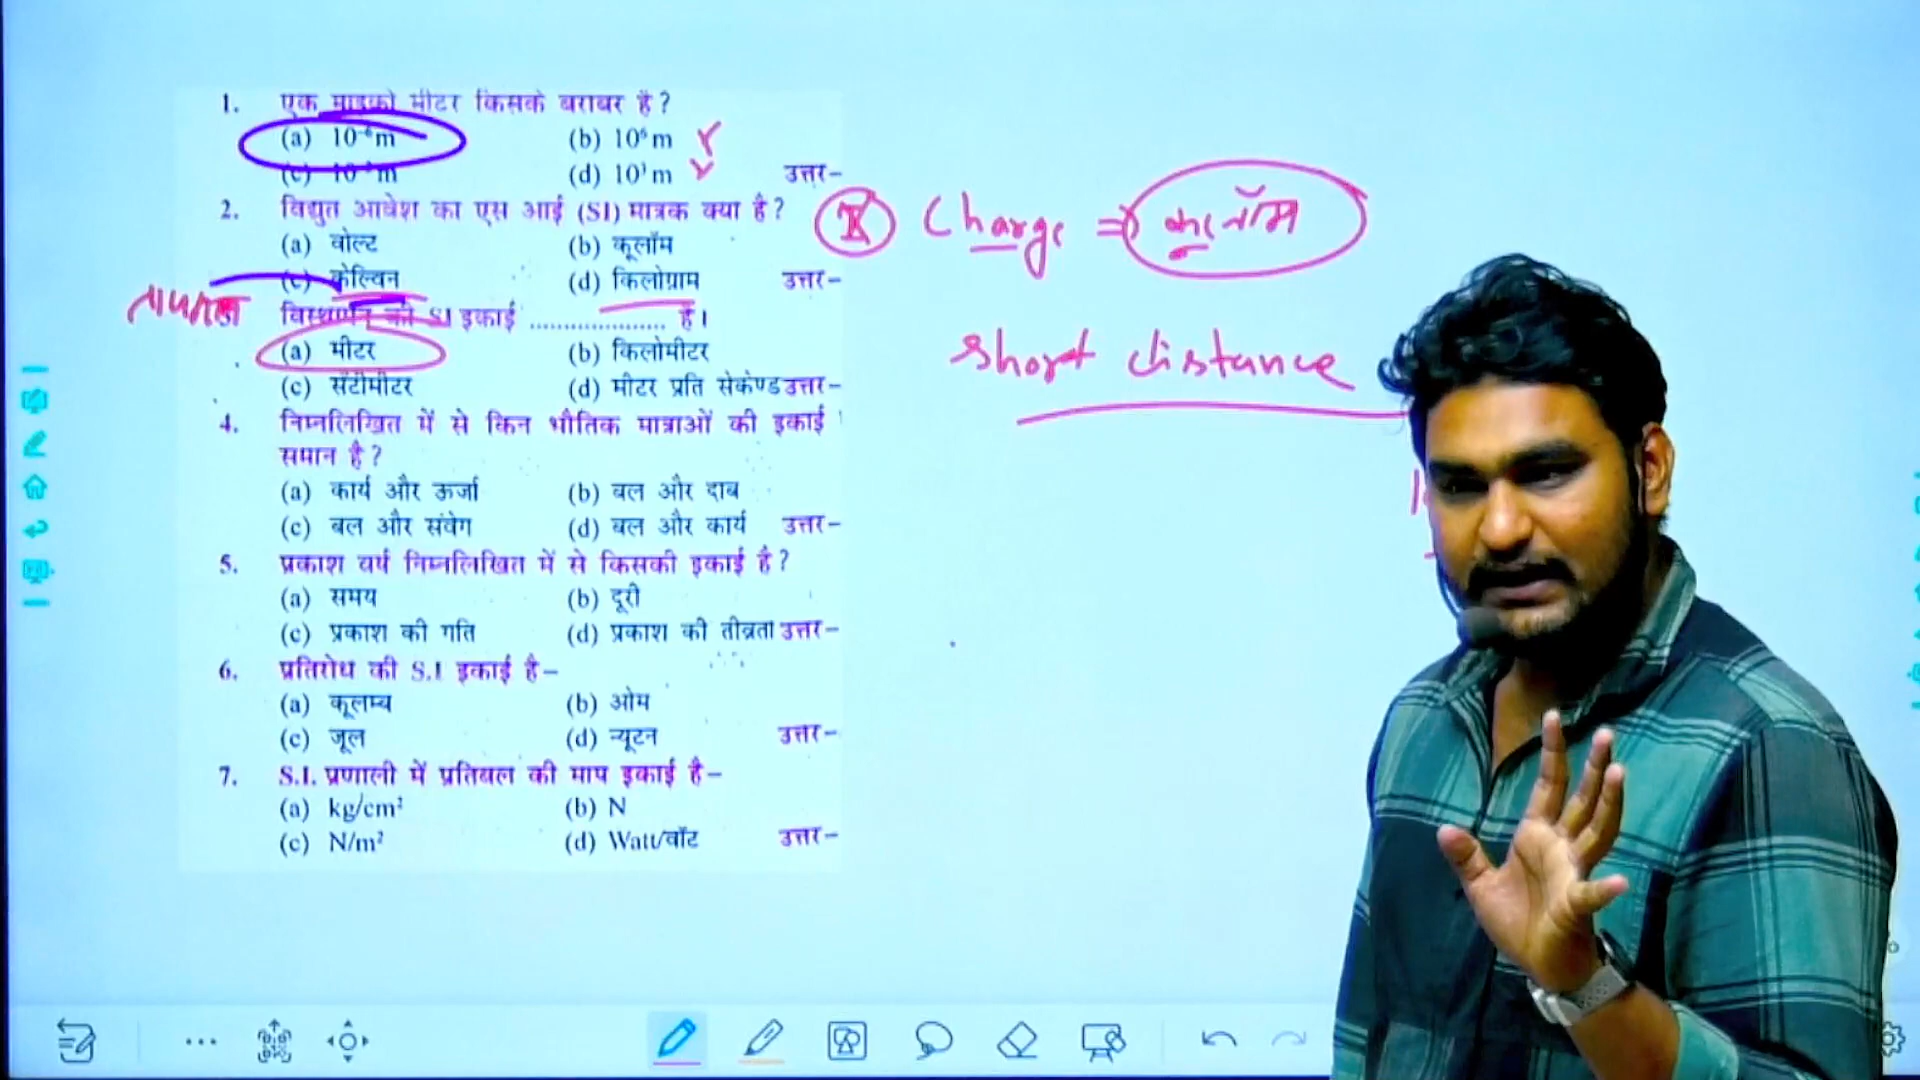 1. एक माइक्रो मीटर किसके बराबर है?
(a) 10⁻⁶m (b) 10⁶m
(c) m (d) 10¹m उत्तर–
2. विद्युत आवेश का एस आई (SI) मात्रक क्या है?
(a) वोल्ट (b) कूलॉम
(c) केल्विन (d) किलोग्राम उत्तर–
विस्थापन की SI इकाई .................... है।
(a) मीटर (b) किलोमीटर
(c) सेंटीमीटर (d) मीटर प्रति सेकेण्ड उत्तर–
4. निम्नलिखित में से किन भौतिक मात्राओं की इकाई
समान है?
(a) कार्य और ऊर्जा (b) बल और दाब
(c) बल और संवेग (d) बल और कार्य उत्तर–
5. प्रकाश वर्ष निम्नलिखित में से किसकी इकाई है?
(a) समय (b) दूरी
(c) प्रकाश की गति (d) प्रकाश की तीव्रता उत्तर–
6. प्रतिरोध की S.I इकाई है–
(a) कूलम्ब (b) ओम
(c) जूल (d) न्यूटन उत्तर–
7. S.I. प्रणाली में प्रतिबल की माप इकाई है–
(a) kg/cm² (b) N
(c) N/m² (d) Watt/वॉट उत्तर–
Charge ⇒ कूलॉम
short distance